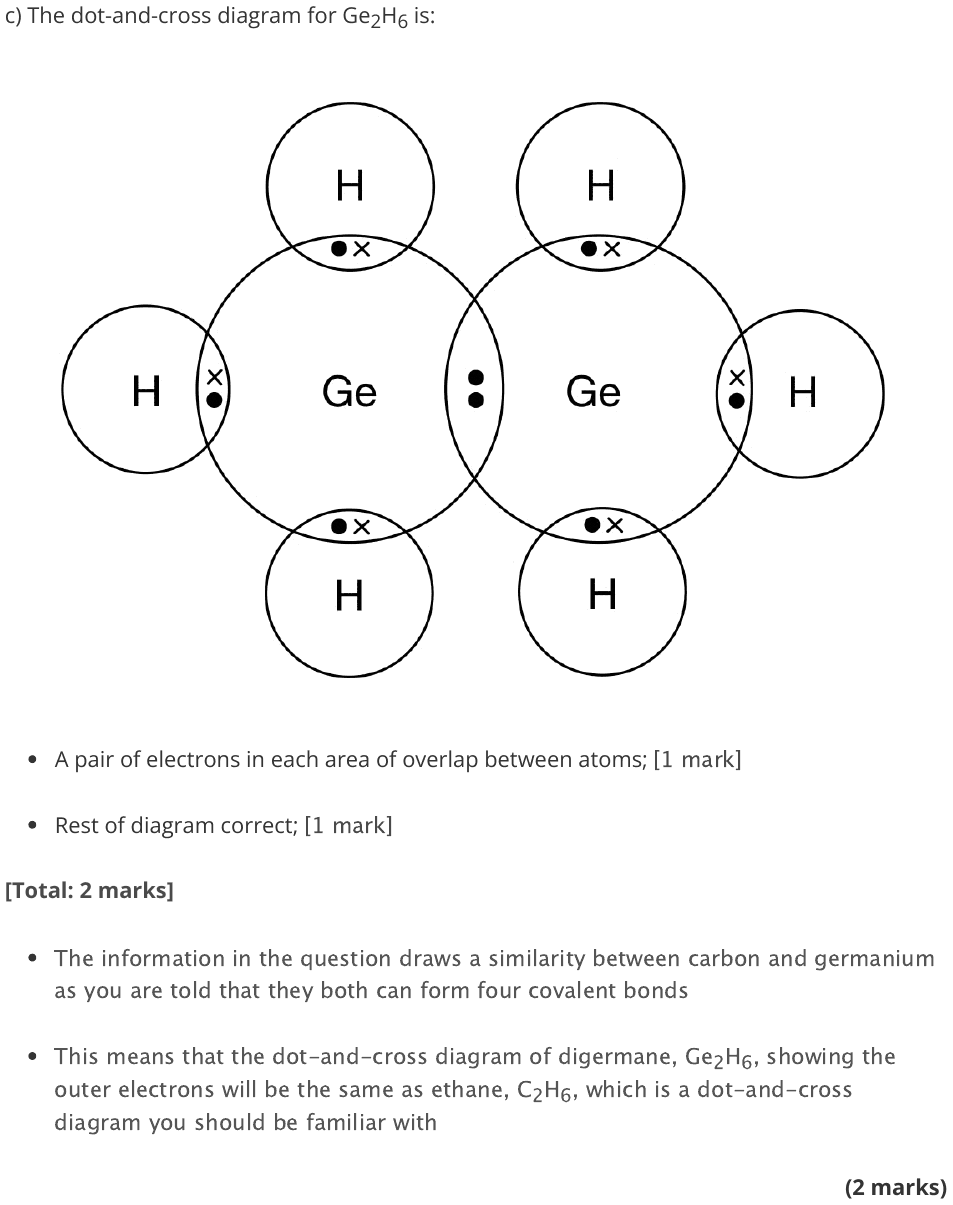 c) The dot-and-cross diagram for Ge₂H₆ is:
H H
H Ge Ge H
H H
• A pair of electrons in each area of overlap between atoms; [1 mark]
• Rest of diagram correct; [1 mark]
[Total: 2 marks]
• The information in the question draws a similarity between carbon and germanium
as you are told that they both can form four covalent bonds
• This means that the dot-and-cross diagram of digermane, Ge₂H₆, showing the
outer electrons will be the same as ethane, C₂H₆, which is a dot-and-cross
diagram you should be familiar with
(2 marks)